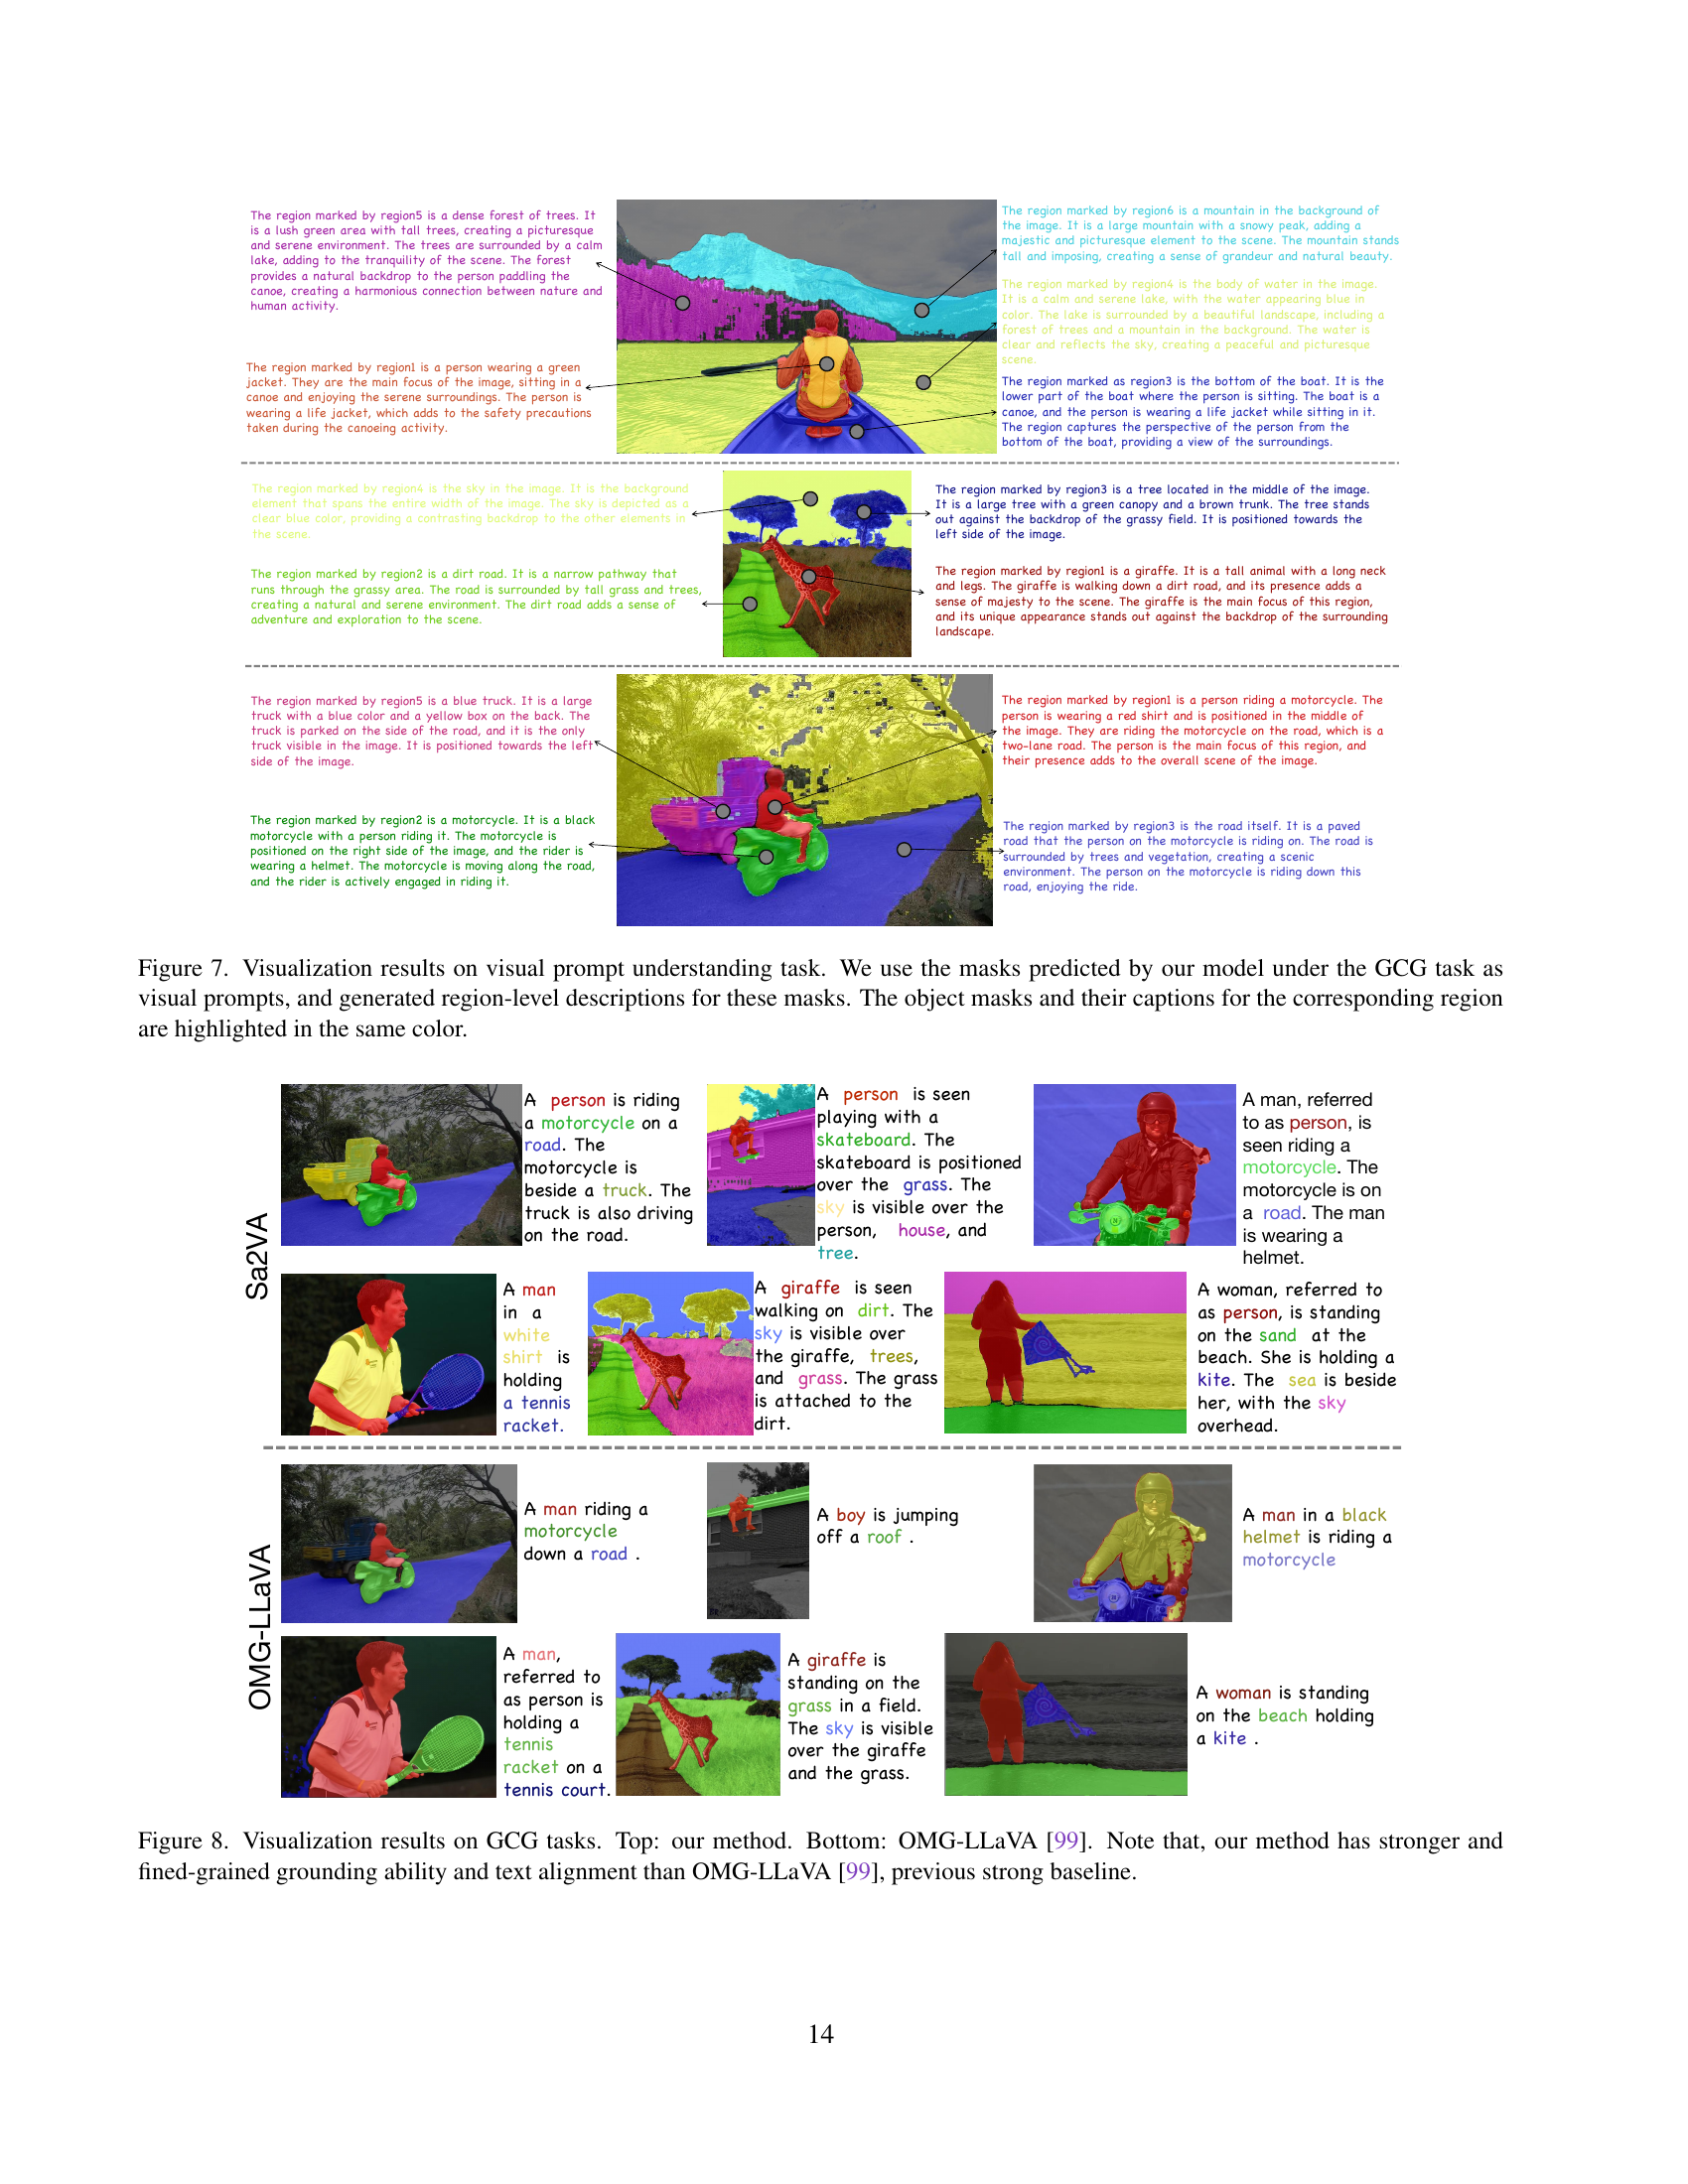 The region marked by region5 is a dense forest of trees. It
is a lush green area with tall trees, creating a picturesque
and serene environment. The trees are surrounded by a calm
lake, adding to the tranquility of the scene. The forest
provides a natural backdrop to the person paddling the
canoe, creating a harmonious connection between nature and
human activity.
The region marked by region1 is a person wearing a green
jacket. They are the main focus of the image, sitting in a
canoe and enjoying the serene surroundings. The person is
wearing a life jacket, which adds to the safety precautions
taken during the canoeing activity.
The region marked by region6 is a mountain in the background of
the image. It is a large mountain with a snowy peak, adding a
majestic and picturesque element to the scene. The mountain stands
tall and imposing, creating a sense of grandeur and natural beauty.
The region marked by region4 is the body of water in the image.
It is a calm and serene lake, with the water appearing blue in
color. The lake is surrounded by a beautiful landscape, including a
forest of trees and a mountain in the background. The water is
clear and reflects the sky, creating a peaceful and picturesque
scene.
The region marked as region3 is the bottom of the boat. It is the
lower part of the boat where the person is sitting. The boat is a
canoe, and the person is wearing a life jacket while sitting in it.
The region captures the perspective of the person from the
bottom of the boat, providing a view of the surroundings.
The region marked by region4 is the sky in the image. It is the background
element that spans the entire width of the image. The sky is depicted as a
clear blue color, providing a contrasting backdrop to the other elements in
the scene.
The region marked by region2 is a dirt road. It is a narrow pathway that
runs through the grassy area. The road is surrounded by tall grass and trees,
creating a natural and serene environment. The dirt road adds a sense of
adventure and exploration to the scene.
The region marked by region3 is a tree located in the middle of the image.
It is a large tree with a green canopy and a brown trunk. The tree stands
out against the backdrop of the grassy field. It is positioned towards the
left side of the image.
The region marked by region1 is a giraffe. It is a tall animal with a long neck
and legs. The giraffe is walking down a dirt road, and its presence adds a
sense of majesty to the scene. The giraffe is the main focus of this region,
and its unique appearance stands out against the backdrop of the surrounding
landscape.
The region marked by region5 is a blue truck. It is a large
truck with a blue color and a yellow box on the back. The
truck is parked on the side of the road, and it is the only
truck visible in the image. It is positioned towards the left
side of the image.
The region marked by region2 is a motorcycle. It is a black
motorcycle with a person riding it. The motorcycle is
positioned on the right side of the image, and the rider is
wearing a helmet. The motorcycle is moving along the road,
and the rider is actively engaged in riding it.
The region marked by region1 is a person riding a motorcycle. The
person is wearing a red shirt and is positioned in the middle of
the image. They are riding the motorcycle on the road, which is a
two-lane road. The person is the main focus of this region, and
their presence adds to the overall scene of the image.
The region marked by region3 is the road itself. It is a paved
road that the person on the motorcycle is riding on. The road is
surrounded by trees and vegetation, creating a scenic
environment. The person on the motorcycle is riding down this
road, enjoying the ride.
Figure 7. Visualization results on visual prompt understanding task. We use the masks predicted by our model under the GCG task as
visual prompts, and generated region-level descriptions for these masks. The object masks and their captions for the corresponding region
are highlighted in the same color.
Sa2VA
A person is riding
a motorcycle on a
road. The
motorcycle is
beside a truck. The
truck is also driving
on the road.
A person is seen
playing with a
skateboard. The
skateboard is positioned
over the grass. The
sky is visible over the
person, house, and
tree.
A man, referred
to as person, is
seen riding a
motorcycle. The
motorcycle is on
a road. The man
is wearing a
helmet.
A man
in a
white
shirt is
holding
a tennis
racket.
A giraffe is seen
walking on dirt. The
sky is visible over
the giraffe, trees,
and grass. The grass
is attached to the
dirt.
A woman, referred to
as person, is standing
on the sand at the
beach. She is holding a
kite. The sea is beside
her, with the sky
overhead.
OMG-LLaVA
A man riding a
motorcycle
down a road .
A boy is jumping
off a roof .
A man in a black
helmet is riding a
motorcycle
A man,
referred to
as person is
holding a
tennis
racket on a
tennis court.
A giraffe is
standing on the
grass in a field.
The sky is visible
over the giraffe
and the grass.
A woman is standing
on the beach holding
a kite .
Figure 8. Visualization results on GCG tasks. Top: our method. Bottom: OMG-LLaVA [99]. Note that, our method has stronger and
fined-grained grounding ability and text alignment than OMG-LLaVA [99], previous strong baseline.
14